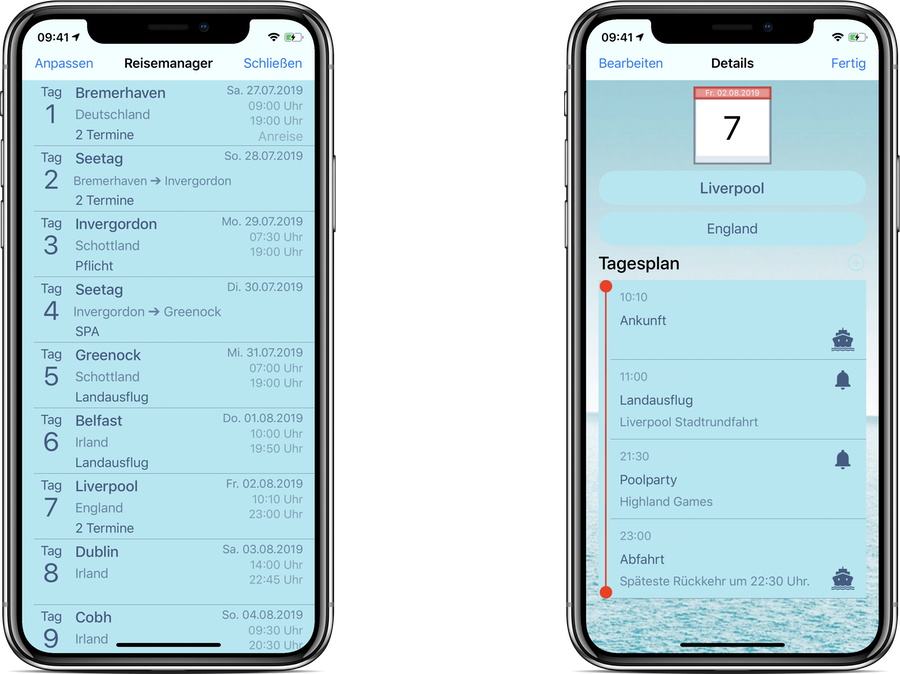 09:41
Anpassen Reisemanager Schließen
Tag Bremerhaven Sa. 27.07.2019
1 Deutschland 09:00 Uhr
19:00 Uhr
2 Termine Anreise
Tag Seetag So. 28.07.2019
2 Bremerhaven ➔ Invergordon
2 Termine
Tag Invergordon Mo. 29.07.2019
3 Schottland 07:30 Uhr
19:00 Uhr
Pflicht
Tag Seetag Di. 30.07.2019
4 Invergordon ➔ Greenock
SPA
Tag Greenock Mi. 31.07.2019
5 Schottland 07:00 Uhr
19:00 Uhr
Landausflug
Tag Belfast Do. 01.08.2019
6 Irland 10:00 Uhr
19:50 Uhr
Landausflug
Tag Liverpool Fr. 02.08.2019
7 England 10:10 Uhr
23:00 Uhr
2 Termine
Tag Dublin Sa. 03.08.2019
8 Irland 14:00 Uhr
22:45 Uhr
Tag Cobh So. 04.08.2019
9 Irland 09:30 Uhr
20:30 Uhr
09:41
Bearbeiten Details Fertig
Fr. 02.08.2019
7
Liverpool
England
Tagesplan
10:10
Ankunft
11:00
Landausflug
Liverpool Stadtrundfahrt
21:30
Poolparty
Highland Games
23:00
Abfahrt
Späteste Rückkehr um 22:30 Uhr.